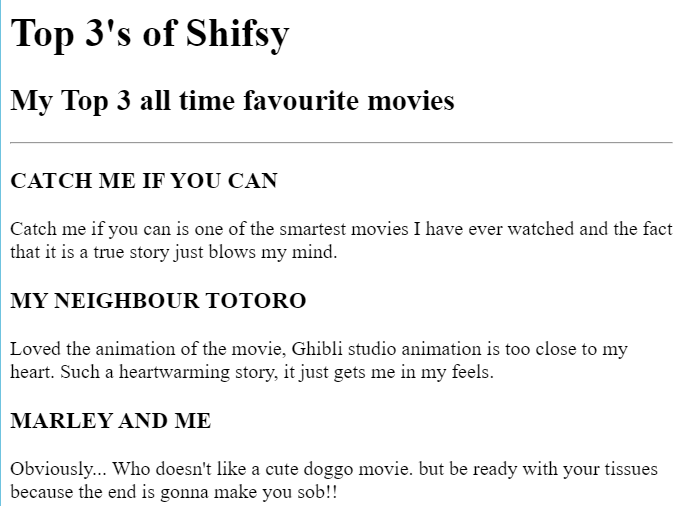 Top 3's of Shifsy
My Top 3 all time favourite movies
CATCH ME IF YOU CAN
Catch me if you can is one of the smartest movies I have ever watched and the fact
that it is a true story just blows my mind.
MY NEIGHBOUR TOTORO
Loved the animation of the movie, Ghibli studio animation is too close to my
heart. Such a heartwarming story, it just gets me in my feels.
MARLEY AND ME
Obviously... Who doesn't like a cute doggo movie. but be ready with your tissues
because the end is gonna make you sob!!